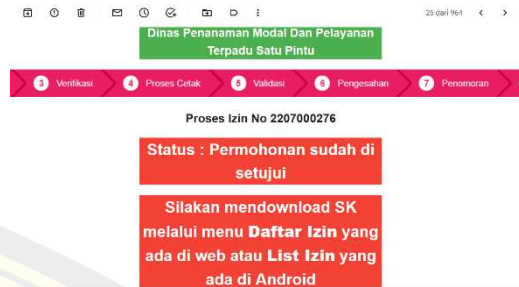 25 dari 964
Dinas Penanaman Modal Dan Pelayanan
Terpadu Satu Pintu
3 Verifikasi 4 Proses Cetak 5 Validasi 6 Pengesahan 7 Penomoran
Proses Izin No 2207000276
Status : Permohonan sudah di
setujui
Silakan mendownload SK
melalui menu Daftar Izin yang
ada di web atau List Izin yang
ada di Android